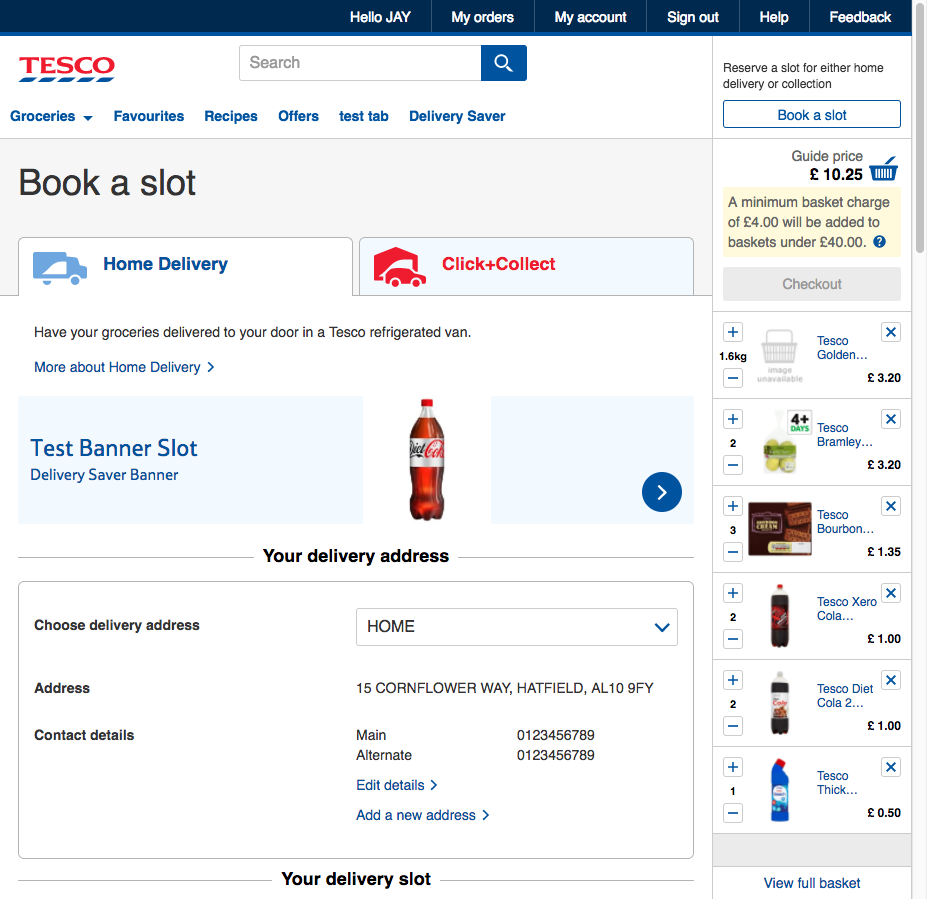 Hello JAY
My orders
My account
Sign out
Help
Feedback
TESCO
Search
Groceries
Favourites
Recipes
Offers
test tab
Delivery Saver
Book a slot
Home Delivery
Click+Collect
Have your groceries delivered to your door in a Tesco refrigerated van.
More about Home Delivery
Test Banner Slot
Delivery Saver Banner
Diet Coke
Your delivery address
Choose delivery address
HOME
Address
15 CORNFLOWER WAY, HATFIELD, AL10 9FY
Contact details
Main 0123456789
Alternate 0123456789
Edit details
Add a new address
Your delivery slot
Reserve a slot for either home
delivery or collection
Book a slot
Guide price
£ 10.25
A minimum basket charge
of £4.00 will be added to
baskets under £40.00. ?
Checkout
1.6kg
image
unavailable
Tesco
Golden...
£ 3.20
2
4+
DAYS
Tesco
Bramley...
£ 3.20
3
BOURBON
CREAM
Tesco
Bourbon...
£ 1.35
2
Tesco Xero
Cola...
£ 1.00
2
Cola
Tesco Diet
Cola 2...
£ 1.00
1
Tesco
Thick...
£ 0.50
View full basket